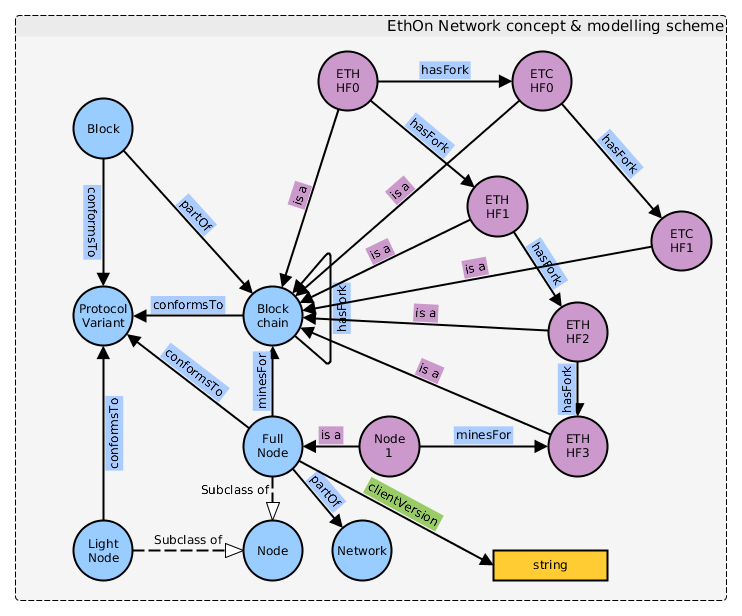 EthOn Network concept & modelling scheme
ETH
HF0
hasFork
ETC
HF0
Block
hasFork
hasFork
is a
is a
conformsTo
partOf
ETH
HF1
ETC
HF1
is a
hasFork
is a
Protocol
Variant
conformsTo
Block
chain
hasFork
is a
ETH
HF2
conformsTo
minesFor
is a
hasFork
conformsTo
Full
Node
is a
Node
1
minesFor
ETH
HF3
Subclass of
partOf
clientVersion
Light
Node
Subclass of
Node
Network
string